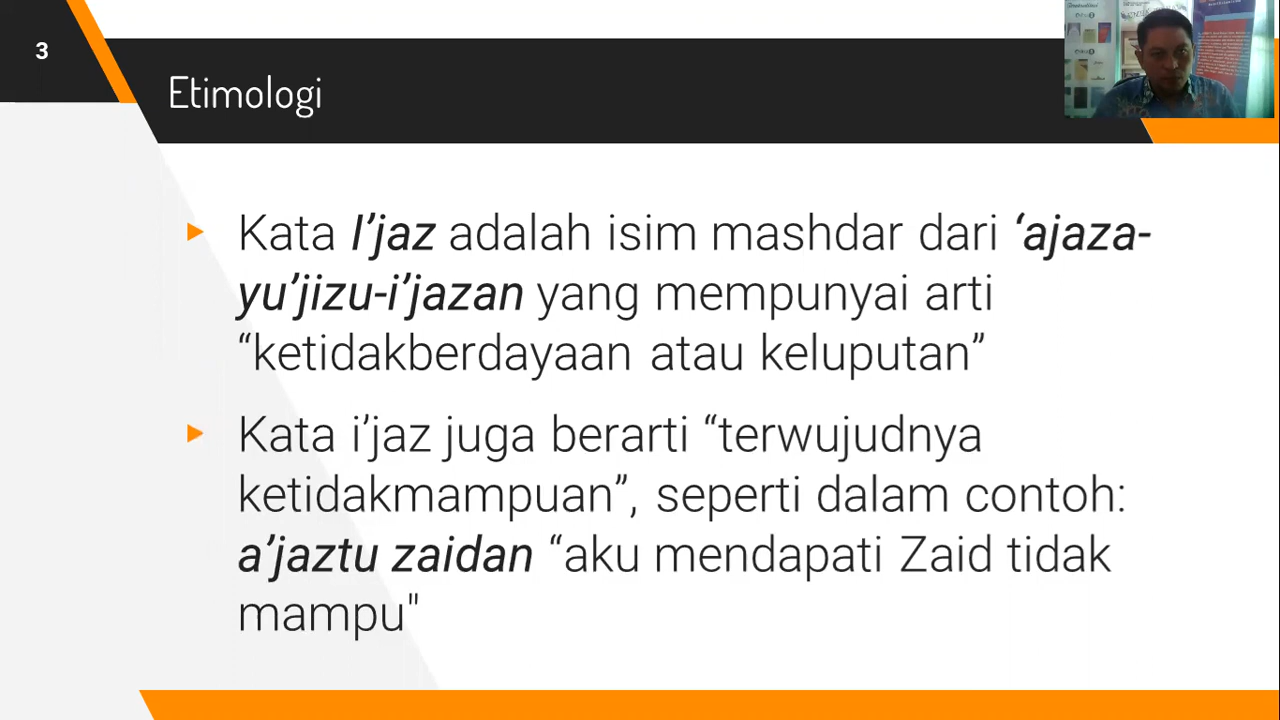 3
Etimologi
Kata I’jaz adalah isim mashdar dari ‘ajaza-
yu’jizu-i’jazan yang mempunyai arti
“ketidakberdayaan atau keluputan”
Kata i’jaz juga berarti “terwujudnya
ketidakmampuan”, seperti dalam contoh:
a’jaztu zaidan “aku mendapati Zaid tidak
mampu"